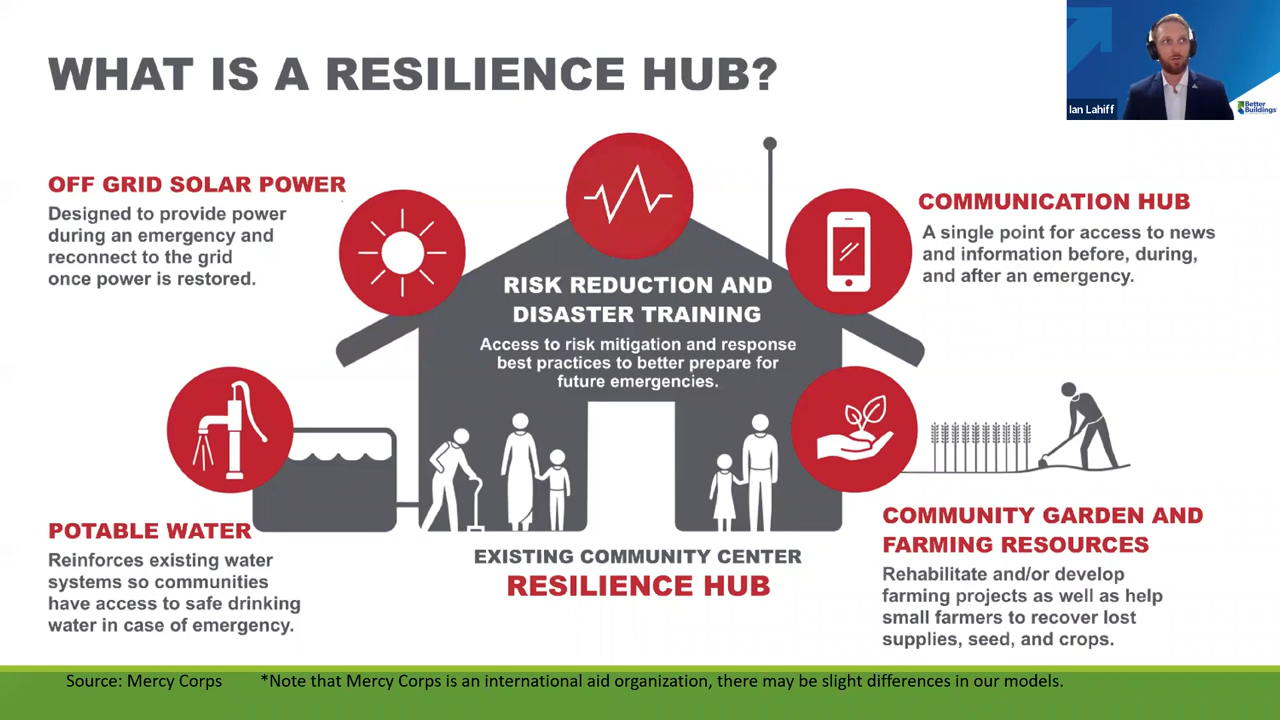 WHAT IS A RESILIENCE HUB?
Ian Lahiff
Better
Buildings
OFF GRID SOLAR POWER
Designed to provide power
during an emergency and
reconnect to the grid
once power is restored.
COMMUNICATION HUB
A single point for access to news
and information before, during,
and after an emergency.
RISK REDUCTION AND
DISASTER TRAINING
Access to risk mitigation and response
best practices to better prepare for
future emergencies.
POTABLE WATER
Reinforces existing water
systems so communities
have access to safe drinking
water in case of emergency.
EXISTING COMMUNITY CENTER
RESILIENCE HUB
COMMUNITY GARDEN AND
FARMING RESOURCES
Rehabilitate and/or develop
farming projects as well as help
small farmers to recover lost
supplies, seed, and crops.
Source: Mercy Corps *Note that Mercy Corps is an international aid organization, there may be slight differences in our models.